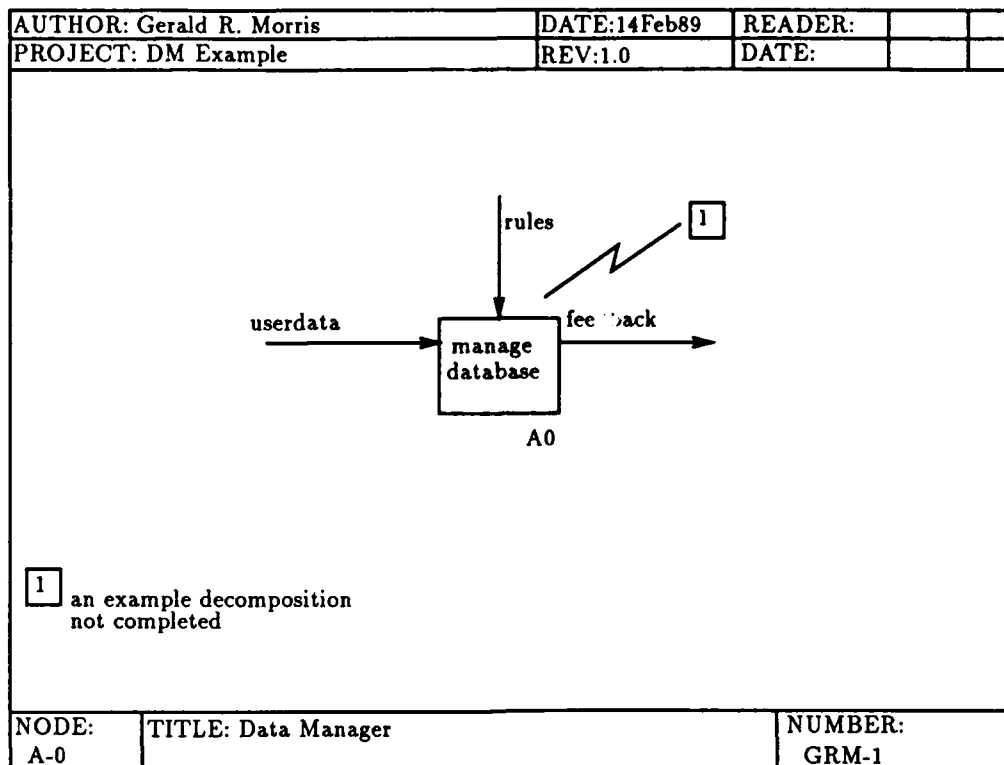 AUTHOR: Gerald R. Morris DATE:14Feb89 READER:
PROJECT: DM Example REV:1.0 DATE:
rules
1
userdata
feedback
manage
database
A0
1
an example decomposition
not completed
NODE: TITLE: Data Manager NUMBER:
A-0 GRM-1